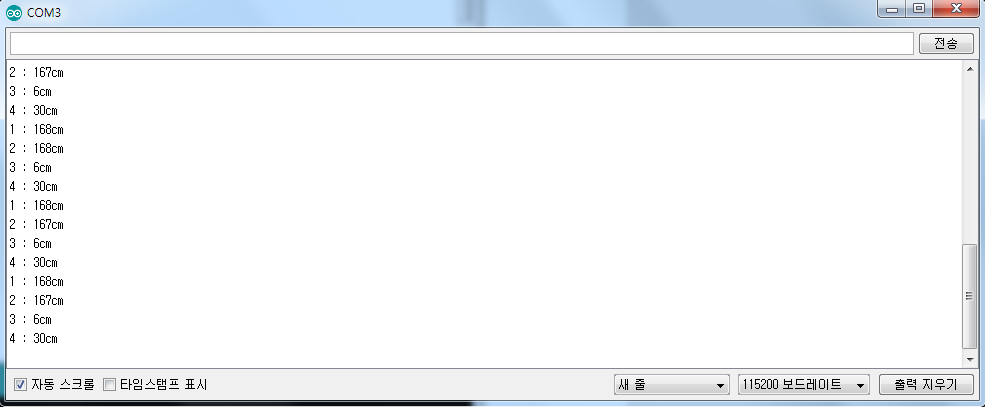 COM3
전송
2 : 167cm
3 : 6cm
4 : 30cm
1 : 168cm
2 : 168cm
3 : 6cm
4 : 30cm
1 : 168cm
2 : 167cm
3 : 6cm
4 : 30cm
1 : 168cm
2 : 167cm
3 : 6cm
4 : 30cm
자동 스크롤 타임스탬프 표시 새 줄 115200 보드레이트 출력 지우기